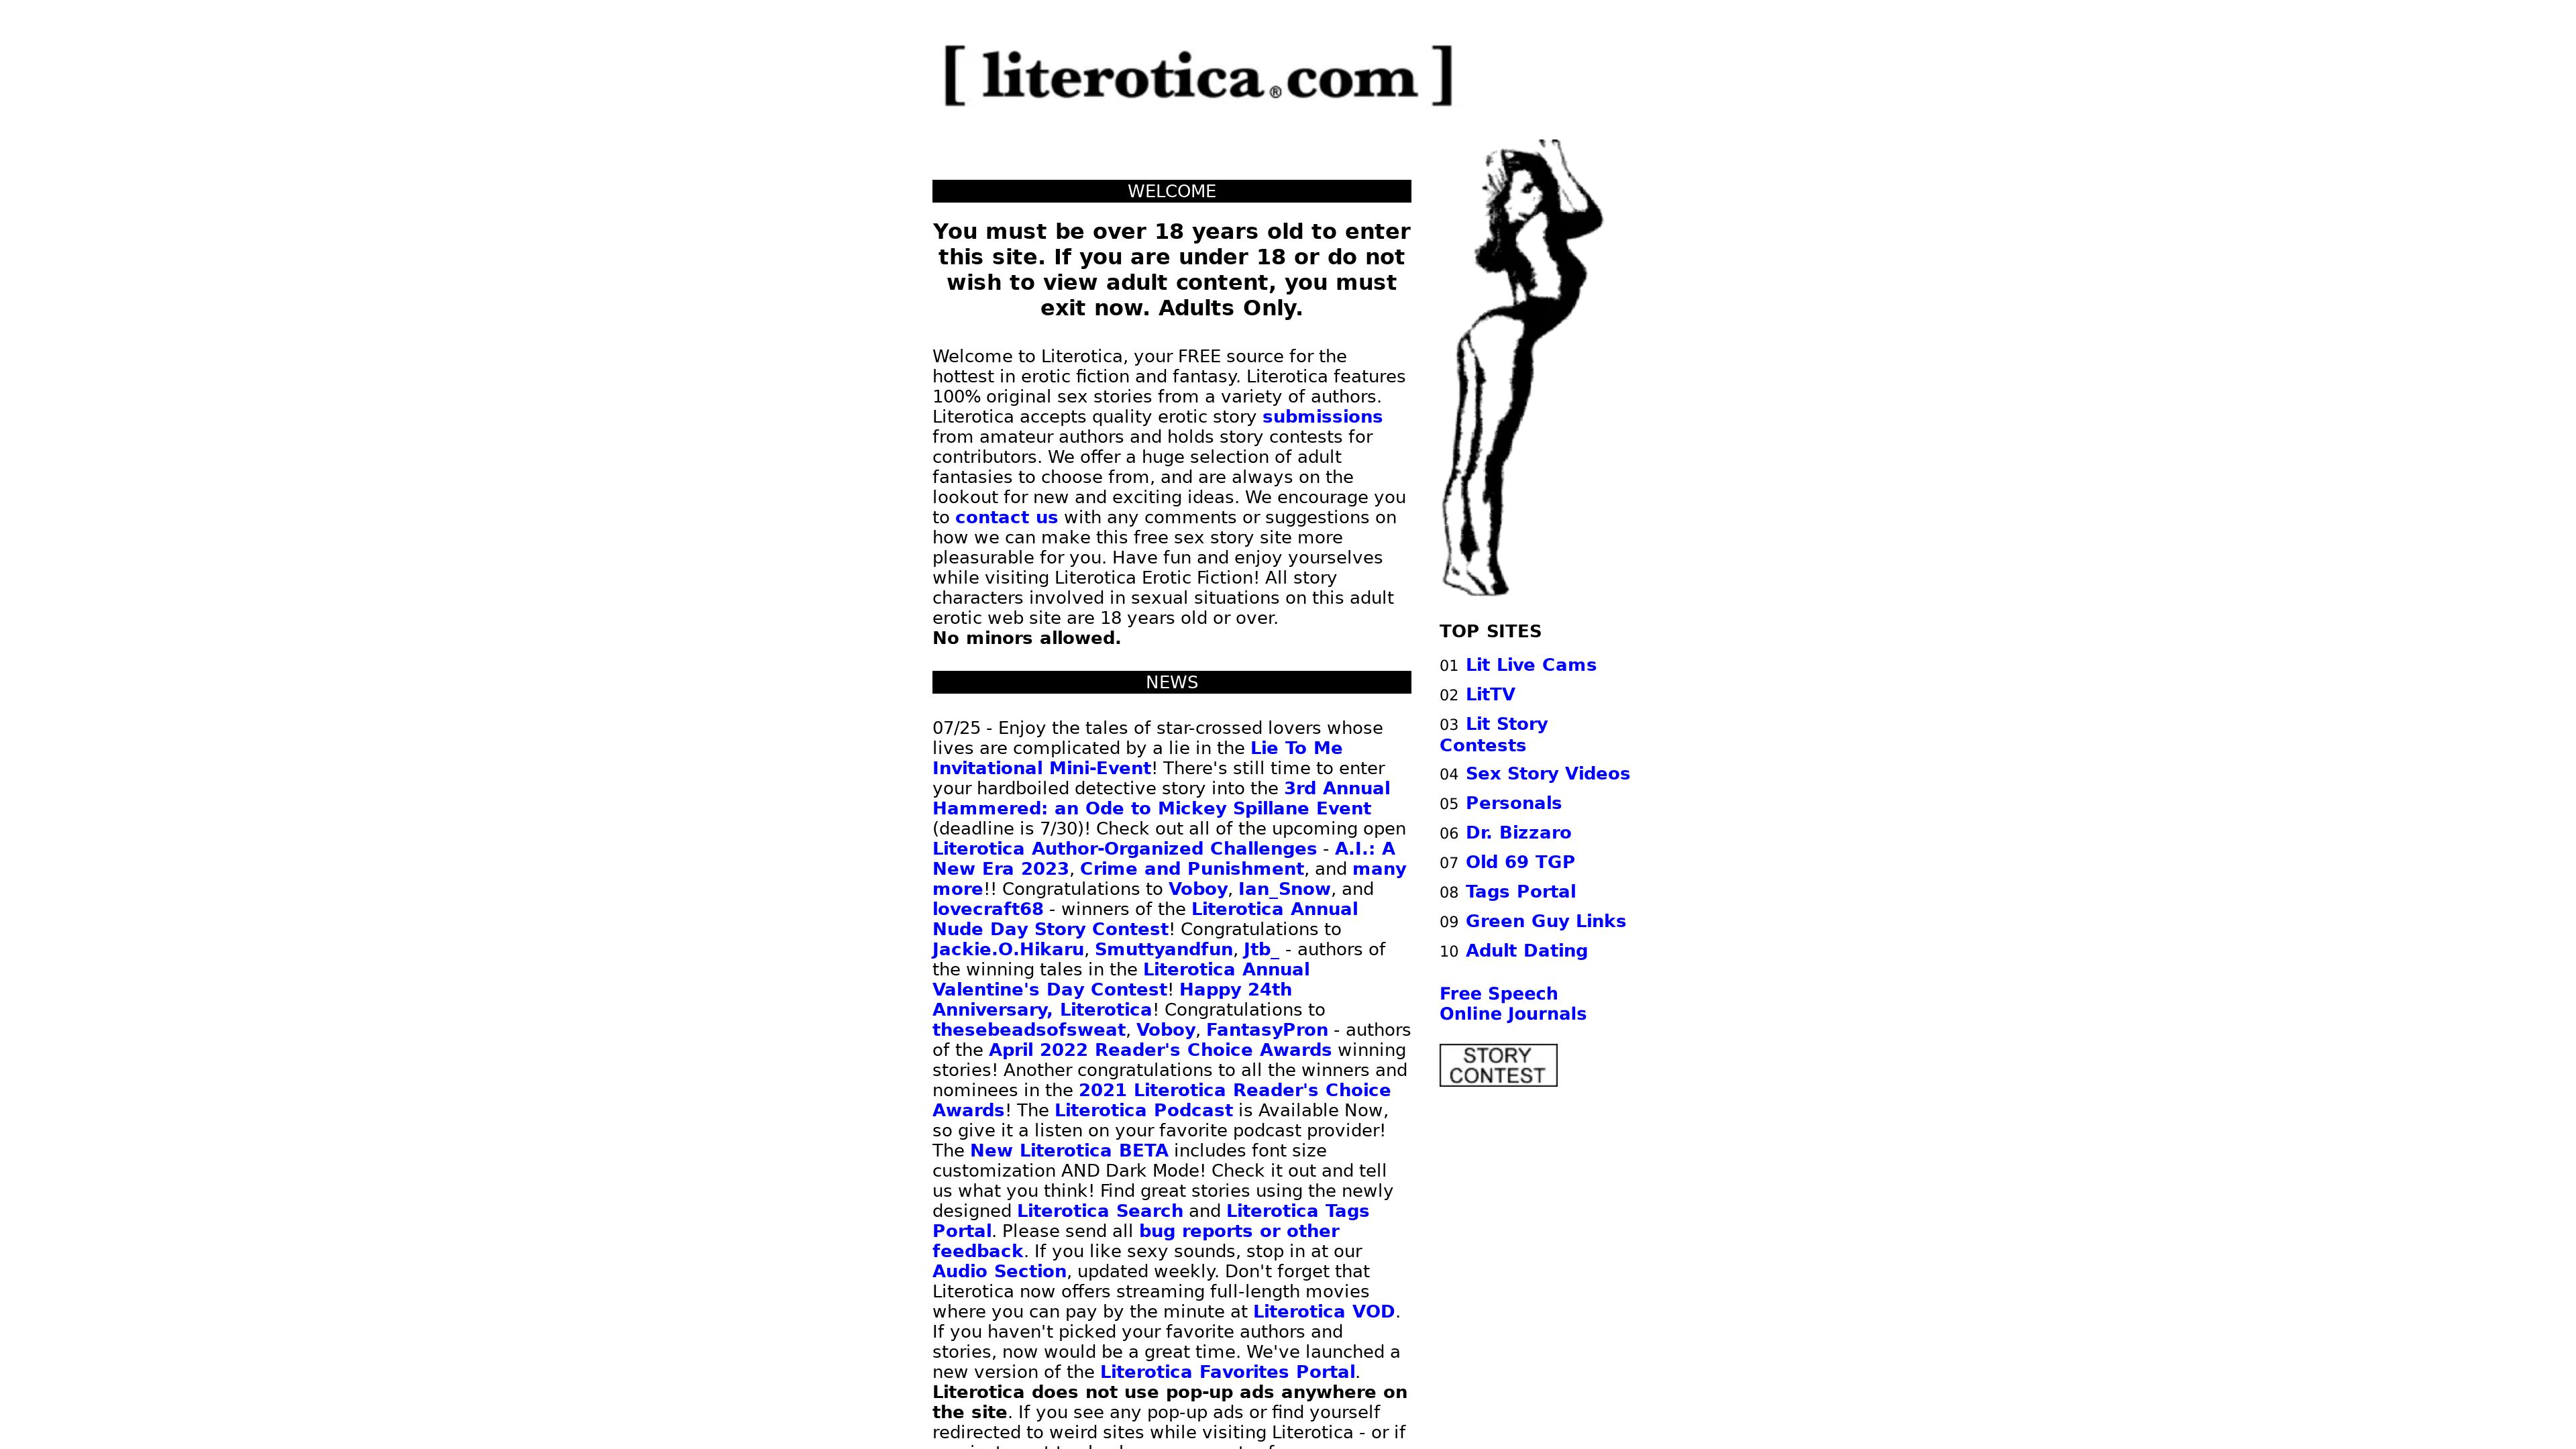 [ literotica®com ]
WELCOME
You must be over 18 years old to enter
this site. If you are under 18 or do not
wish to view adult content, you must
exit now. Adults Only.
Welcome to Literotica, your FREE source for the
hottest in erotic fiction and fantasy. Literotica features
100% original sex stories from a variety of authors.
Literotica accepts quality erotic story submissions
from amateur authors and holds story contests for
contributors. We offer a huge selection of adult
fantasies to choose from, and are always on the
lookout for new and exciting ideas. We encourage you
to contact us with any comments or suggestions on
how we can make this free sex story site more
pleasurable for you. Have fun and enjoy yourselves
while visiting Literotica Erotic Fiction! All story
characters involved in sexual situations on this adult
erotic web site are 18 years old or over.
No minors allowed.
NEWS
07/25 - Enjoy the tales of star-crossed lovers whose
lives are complicated by a lie in the Lie To Me
Invitational Mini-Event! There's still time to enter
your hardboiled detective story into the 3rd Annual
Hammered: an Ode to Mickey Spillane Event
(deadline is 7/30)! Check out all of the upcoming open
Literotica Author-Organized Challenges - A.I.: A
New Era 2023, Crime and Punishment, and many
more!! Congratulations to Voboy, Ian_Snow, and
lovecraft68 - winners of the Literotica Annual
Nude Day Story Contest! Congratulations to
Jackie.O.Hikaru, Smuttyandfun, Jtb_ - authors of
the winning tales in the Literotica Annual
Valentine's Day Contest! Happy 24th
Anniversary, Literotica! Congratulations to
thesebeadsofsweat, Voboy, FantasyPron - authors
of the April 2022 Reader's Choice Awards winning
stories! Another congratulations to all the winners and
nominees in the 2021 Literotica Reader's Choice
Awards! The Literotica Podcast is Available Now,
so give it a listen on your favorite podcast provider!
The New Literotica BETA includes font size
customization AND Dark Mode! Check it out and tell
us what you think! Find great stories using the newly
designed Literotica Search and Literotica Tags
Portal. Please send all bug reports or other
feedback. If you like sexy sounds, stop in at our
Audio Section, updated weekly. Don't forget that
Literotica now offers streaming full-length movies
where you can pay by the minute at Literotica VOD.
If you haven't picked your favorite authors and
stories, now would be a great time. We've launched a
new version of the Literotica Favorites Portal.
Literotica does not use pop-up ads anywhere on
the site. If you see any pop-up ads or find yourself
redirected to weird sites while visiting Literotica - or if
TOP SITES
01 Lit Live Cams
02 LitTV
03 Lit Story
Contests
04 Sex Story Videos
05 Personals
06 Dr. Bizzaro
07 Old 69 TGP
08 Tags Portal
09 Green Guy Links
10 Adult Dating
Free Speech
Online Journals
STORY
CONTEST